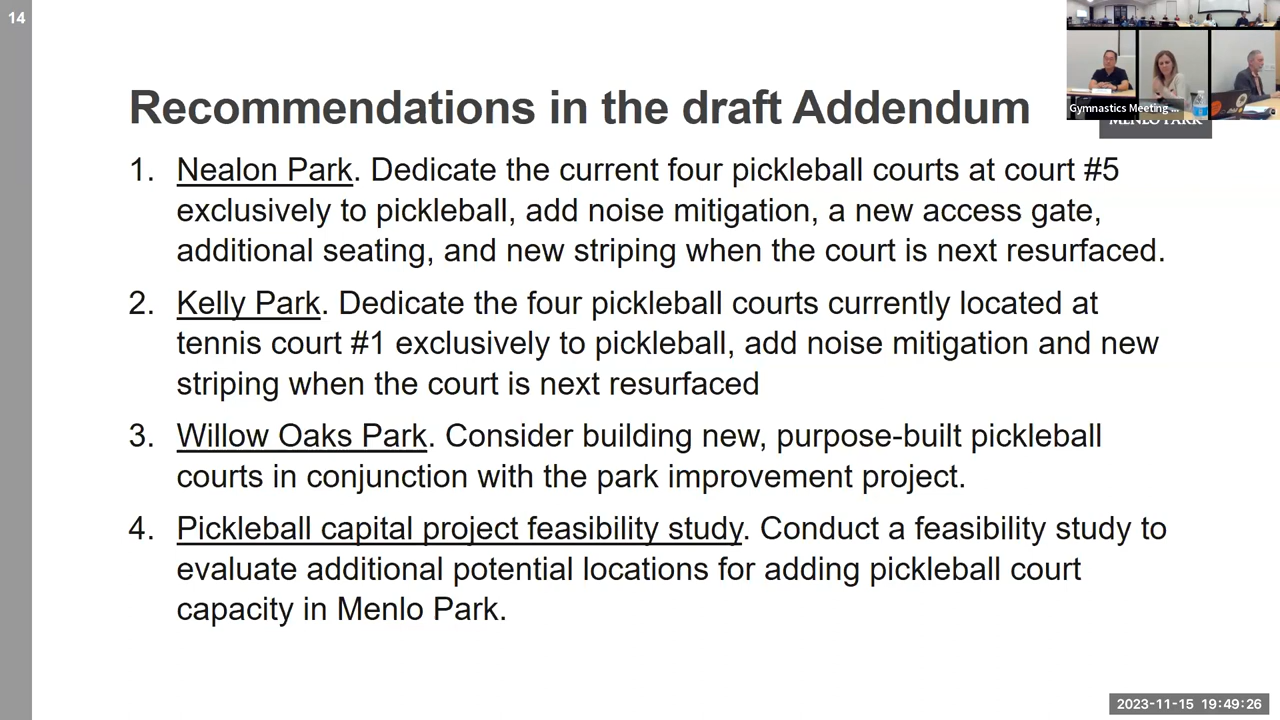 14
Recommendations in the draft Addendum
Gymnastics Meeting ...
MENLO PARK
1. Nealon Park. Dedicate the current four pickleball courts at court #5
exclusively to pickleball, add noise mitigation, a new access gate,
additional seating, and new striping when the court is next resurfaced.
2. Kelly Park. Dedicate the four pickleball courts currently located at
tennis court #1 exclusively to pickleball, add noise mitigation and new
striping when the court is next resurfaced
3. Willow Oaks Park. Consider building new, purpose-built pickleball
courts in conjunction with the park improvement project.
4. Pickleball capital project feasibility study. Conduct a feasibility study to
evaluate additional potential locations for adding pickleball court
capacity in Menlo Park.
2023-11-15 19:49:26